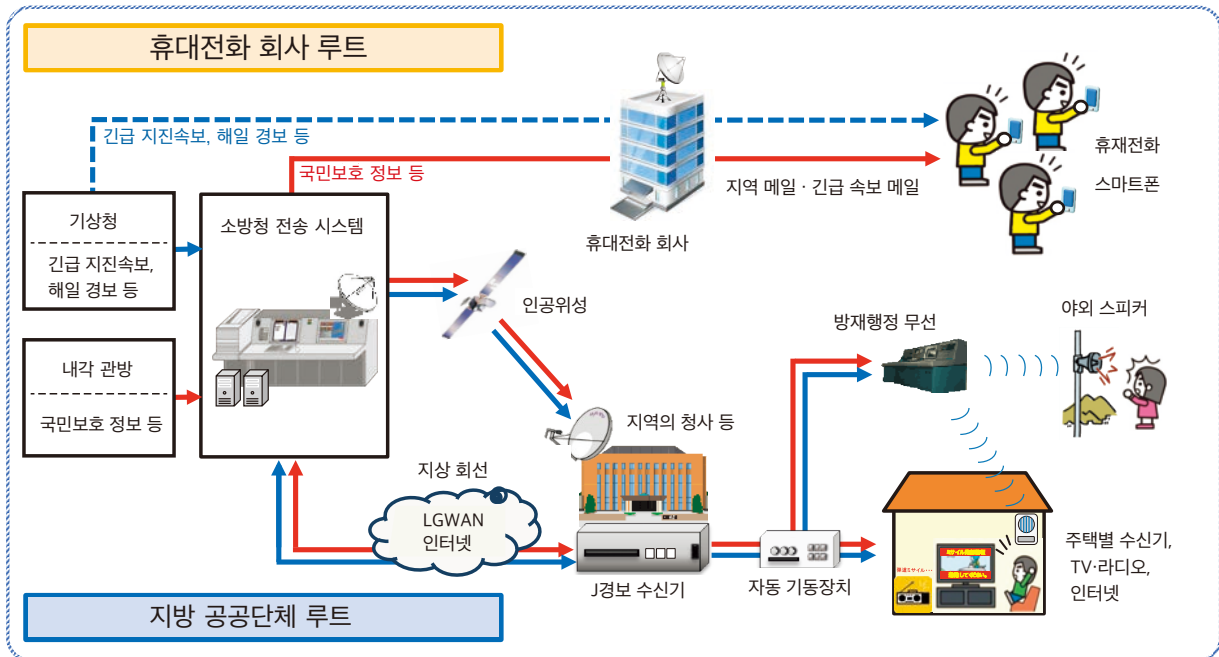 휴대전화 회사 루트
긴급 지진속보, 해일 경보 등
국민보호 정보 등
휴재전화
스마트폰
지역 메일 · 긴급 속보 메일
휴대전화 회사
기상청
긴급 지진속보,
해일 경보 등
소방청 전송 시스템
인공위성
내각 관방
국민보호 정보 등
방재행정 무선
야외 스피커
지역의 청사 등
지상 회선
LGWAN
인터넷
J경보 수신기
자동 기동장치
주택별 수신기,
TV·라디오,
인터넷
지방 공공단체 루트